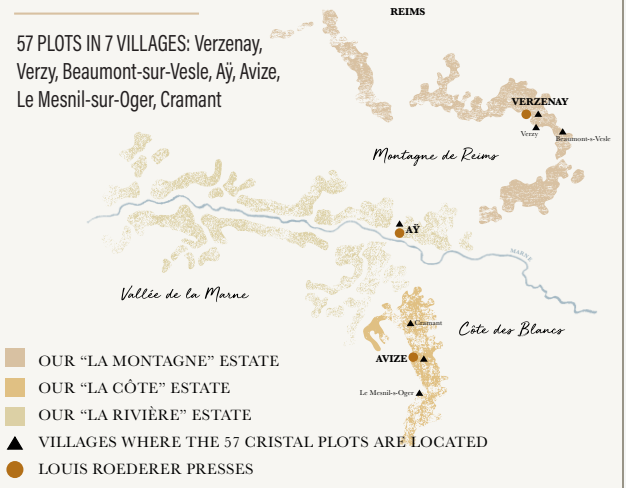 REIMS
57 PLOTS IN 7 VILLAGES: Verzenay,
Verzy, Beaumont-sur-Vesle, Aÿ, Avize,
Le Mesnil-sur-Oger, Cramant
VERZENAY
Verzy
Beaumont-s-Vesle
Montagne de Reims
AŸ
MARNE
Vallée de la Marne
Cramant
Côte des Blancs
AVIZE
Le Mesnil-s-Oger
OUR “LA MONTAGNE” ESTATE
OUR “LA CÔTE” ESTATE
OUR “LA RIVIÈRE” ESTATE
VILLAGES WHERE THE 57 CRISTAL PLOTS ARE LOCATED
LOUIS ROEDERER PRESSES